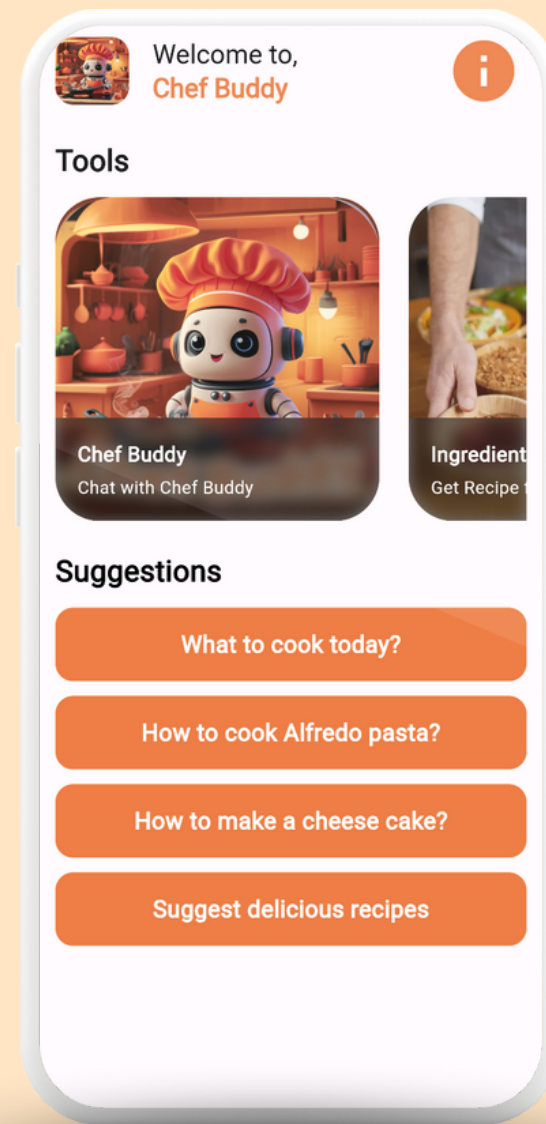 Welcome to,
Chef Buddy
i
Tools
Chef Buddy
Chat with Chef Buddy
Ingredient
Get Recipe
Suggestions
What to cook today?
How to cook Alfredo pasta?
How to make a cheese cake?
Suggest delicious recipes